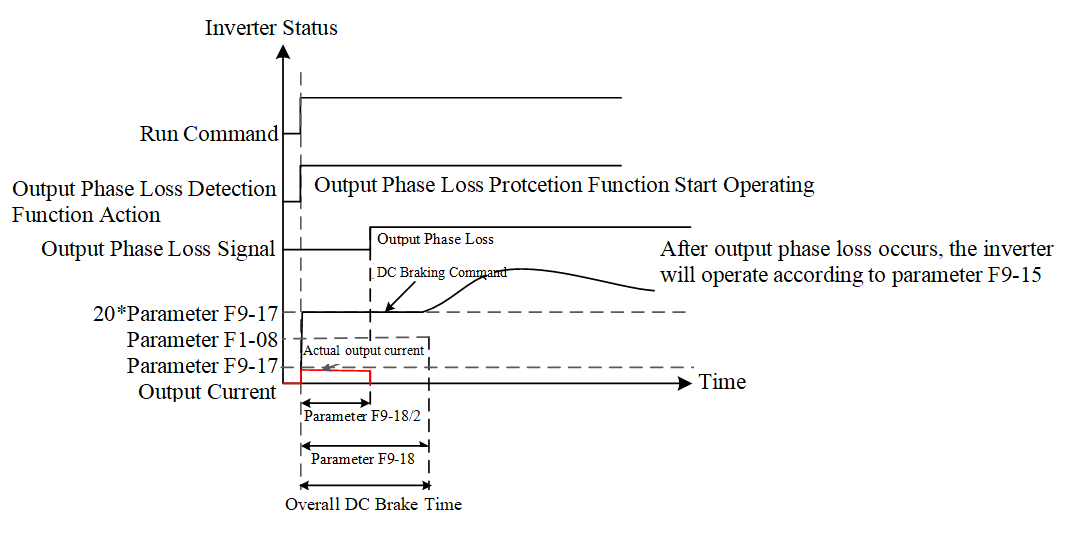 Inverter Status
Run Command
Output Phase Loss Detection
Function Action
Output Phase Loss Protcetion Function Start Operating
Output Phase Loss Signal
Output Phase Loss
After output phase loss occurs, the inverter
will operate according to parameter F9-15
DC Braking Command
20*Parameter F9-17
Parameter F1-08
Actual output current
Parameter F9-17
Output Current
Time
Parameter F9-18/2
Parameter F9-18
Overall DC Brake Time